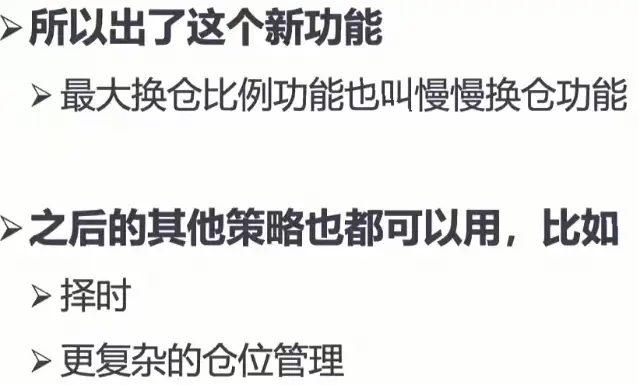 ➢所以出了这个新功能
➢最大换仓比例功能也叫慢慢换仓功能
➢之后的其他策略也都可以用，比如
➢择时
➢更复杂的仓位管理